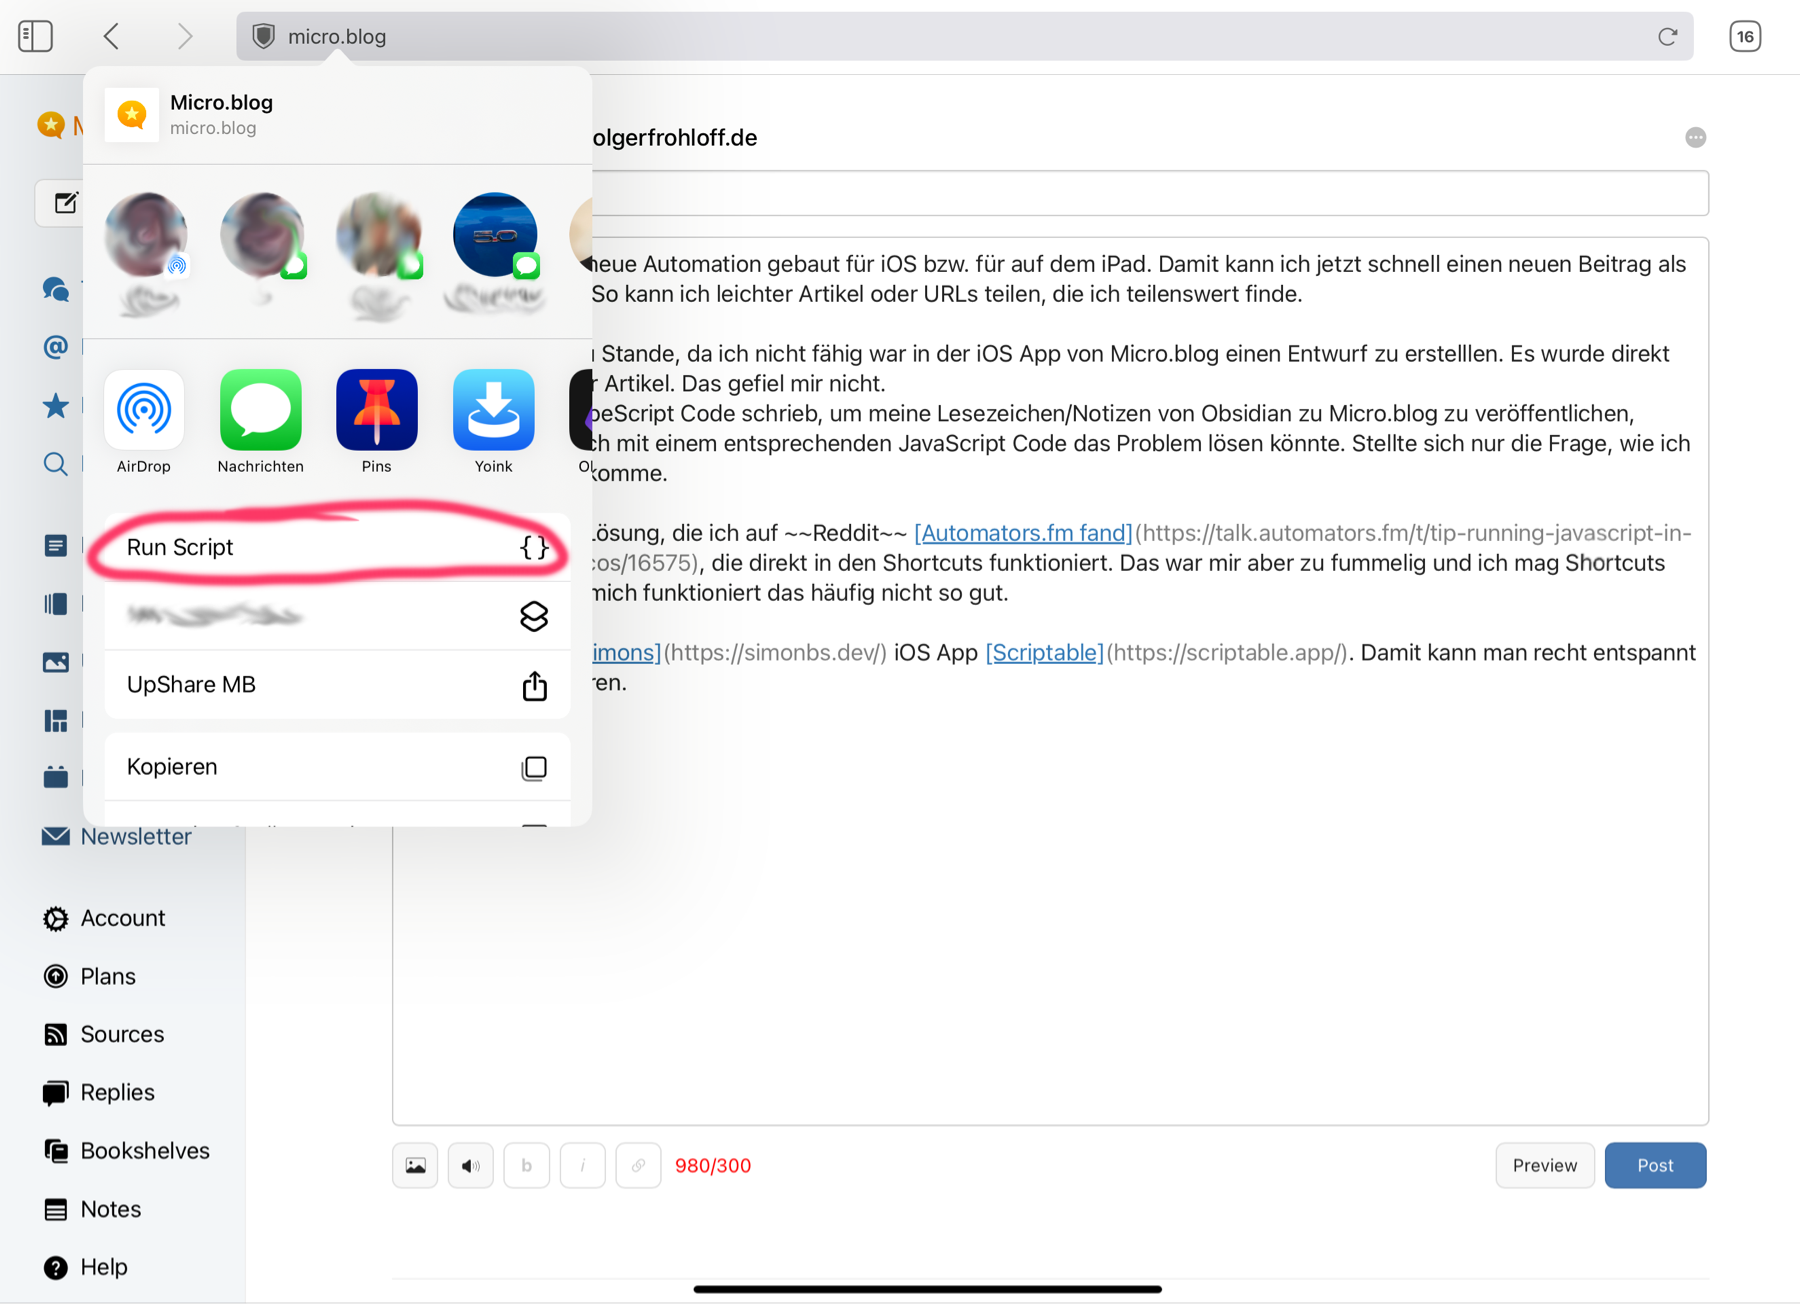 micro.blog
16
Micro.blog
micro.blog
5.0
AirDrop
Nachrichten
Pins
Yoink
Run Script
UpShare MB
Kopieren
Newsletter
Account
Plans
Sources
Replies
Bookshelves
Notes
Help
olgerfrohloff.de
neue Automation gebaut für iOS bzw. für auf dem iPad. Damit kann ich jetzt schnell einen neuen Beitrag als
So kann ich leichter Artikel oder URLs teilen, die ich teilenswert finde.
Stande, da ich nicht fähig war in der iOS App von Micro.blog einen Entwurf zu erstelllen. Es wurde direkt
r Artikel. Das gefiel mir nicht.
peScript Code schrieb, um meine Lesezeichen/Notizen von Obsidian zu Micro.blog zu veröffentlichen,
ch mit einem entsprechenden JavaScript Code das Problem lösen könnte. Stellte sich nur die Frage, wie ich
komme.
Lösung, die ich auf ~~Reddit~~ [Automators.fm fand](https://talk.automators.fm/t/tip-running-javascript-in-
cos/16575), die direkt in den Shortcuts funktioniert. Das war mir aber zu fummelig und ich mag Shortcuts
mich funktioniert das häufig nicht so gut.
imons](https://simonbs.dev/) iOS App [Scriptable](https://scriptable.app/). Damit kann man recht entspannt
ren.
b
i
980/300
Preview
Post